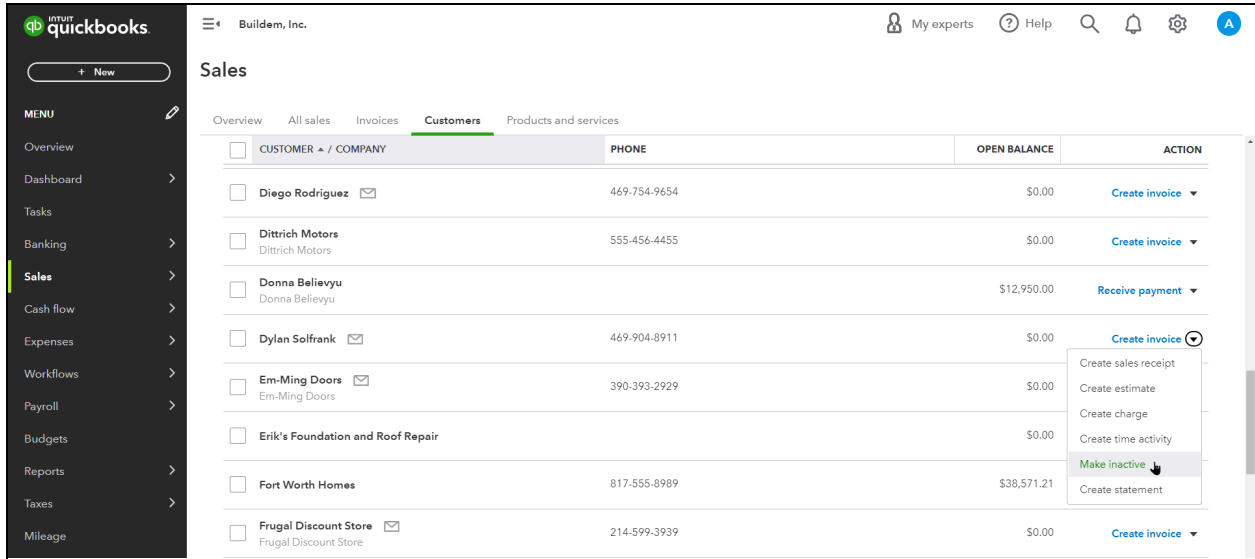 INTUIT
quickbooks.
Buildem, Inc.
My experts
Help
A
+ New
Sales
MENU
Overview
Dashboard
Tasks
Banking
Sales
Cash flow
Expenses
Workflows
Payroll
Budgets
Reports
Taxes
Mileage
Overview All sales Invoices Customers Products and services
CUSTOMER ▲ / COMPANY PHONE OPEN BALANCE ACTION
Diego Rodriguez 469-754-9654 $0.00 Create invoice
Dittrich Motors
Dittrich Motors
555-456-4455 $0.00 Create invoice
Donna Believyu
Donna Believyu
$12,950.00 Receive payment
Dylan Solfrank 469-904-8911 $0.00 Create invoice
Em-Ming Doors
Em-Ming Doors
390-393-2929 $0.00
Erik's Foundation and Roof Repair $0.00
Fort Worth Homes 817-555-8989 $38,571.21
Frugal Discount Store
Frugal Discount Store
214-599-3939 $0.00 Create invoice
Create sales receipt
Create estimate
Create charge
Create time activity
Make inactive
Create statement